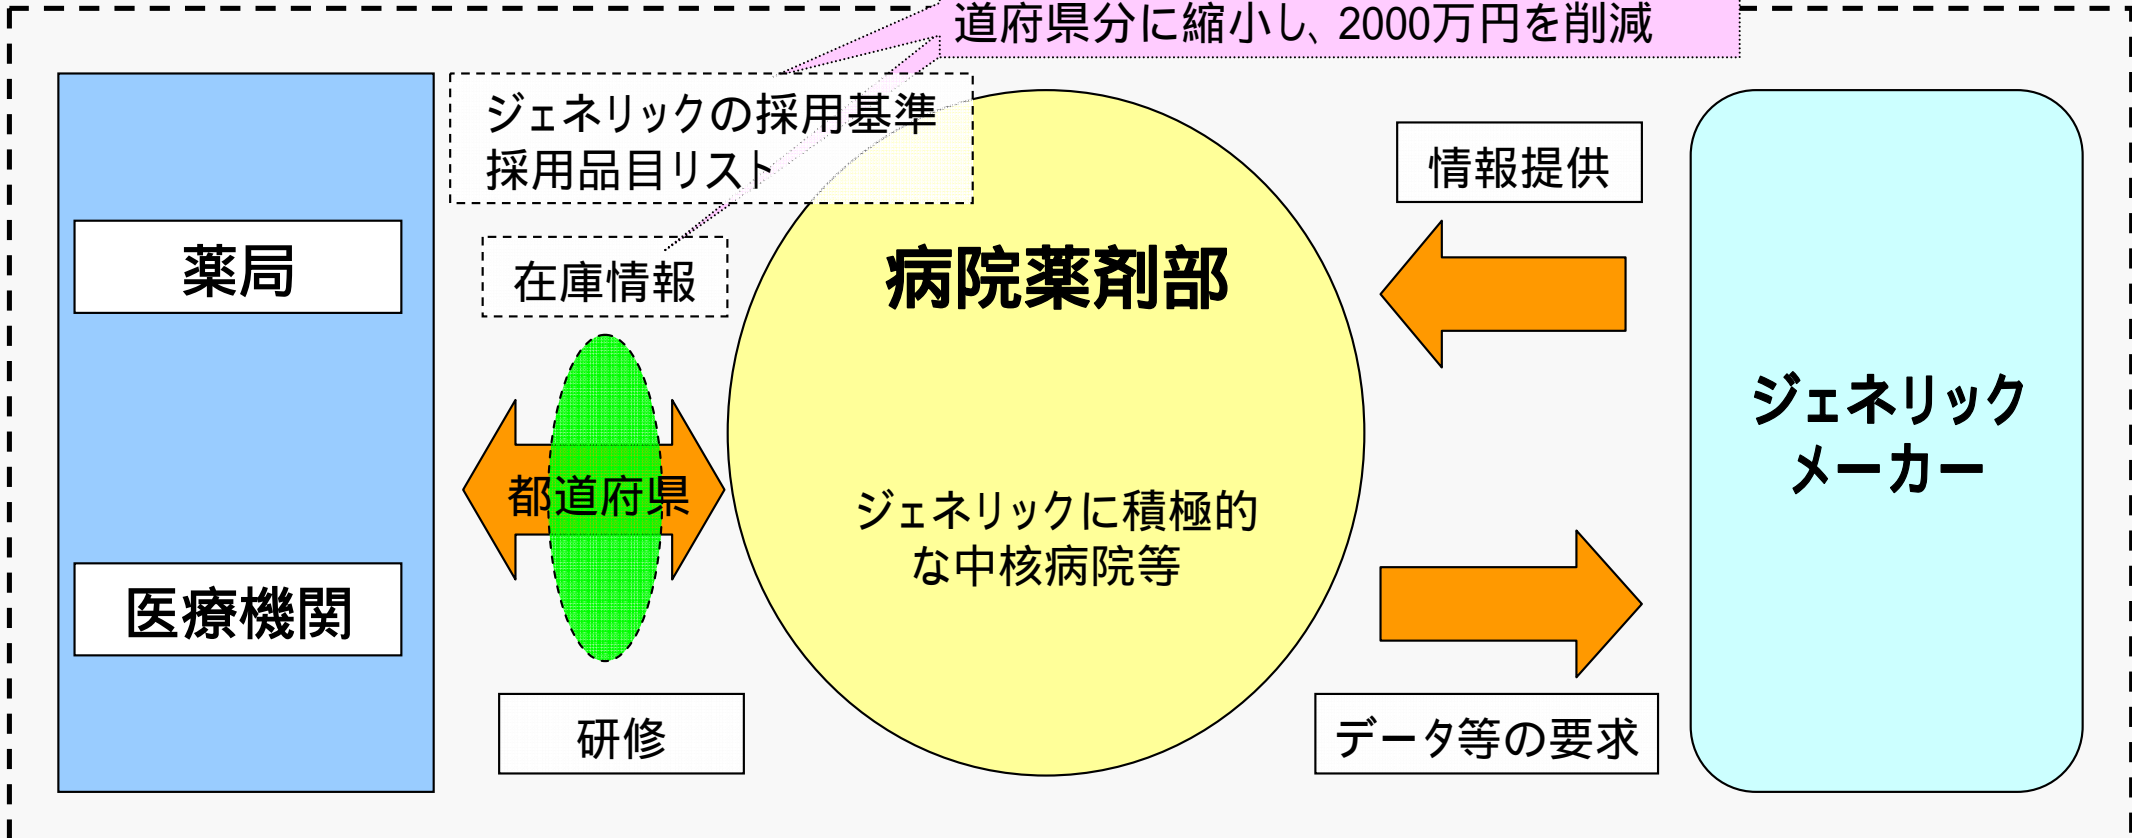 道府県分に縮小し、2000万円を削減
ジェネリックの採用基準
採用品目リスト
情報提供
薬局
在庫情報
病院薬剤部
ジェネリック
メーカー
都道府県
ジェネリックに積極的
な中核病院等
医療機関
研修
データ等の要求